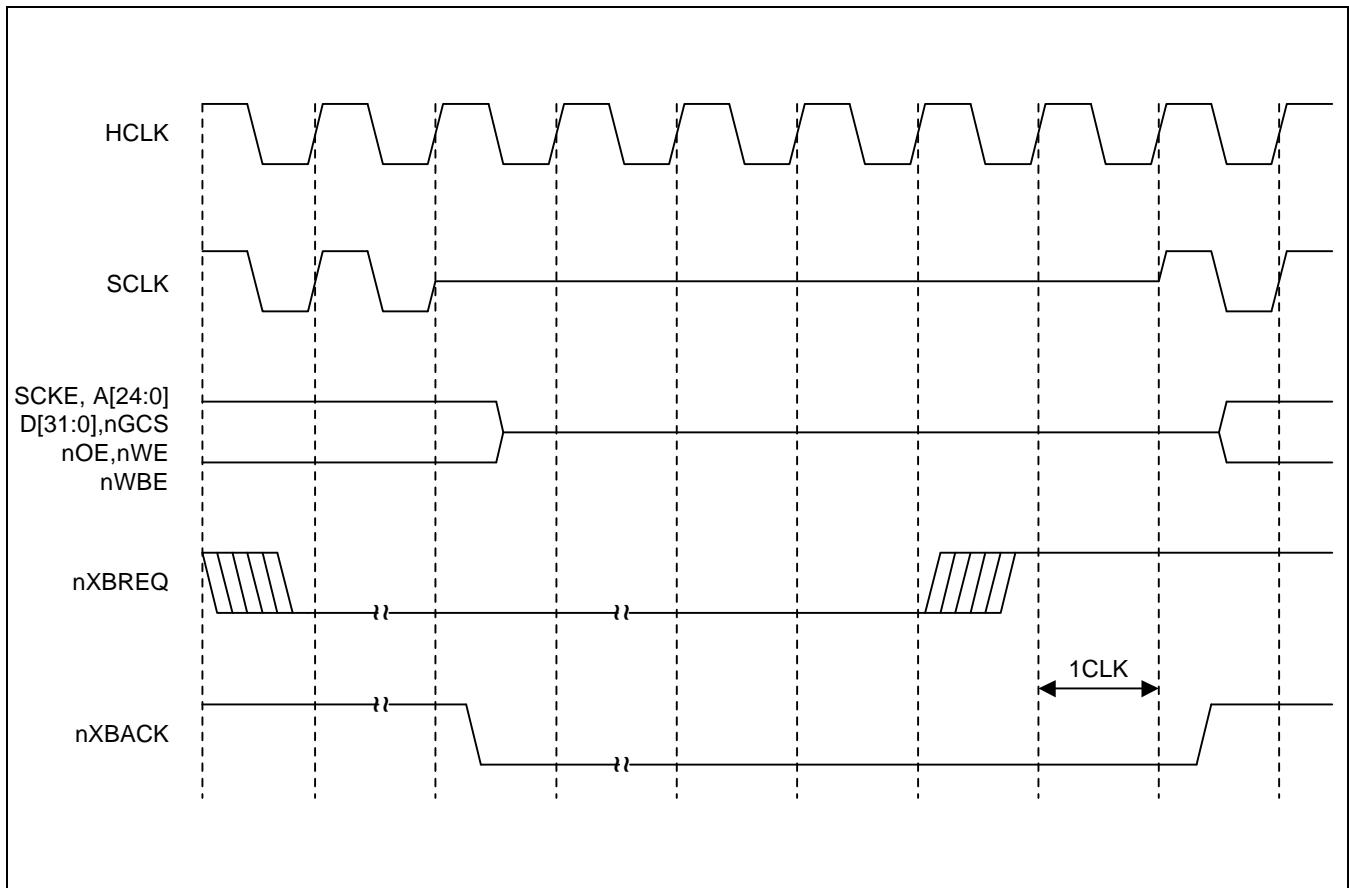 HCLK
SCLK
SCKE, A[24:0]
D[31:0],nGCS
nOE,nWE
nWBE
nXBREQ
1CLK
nXBACK